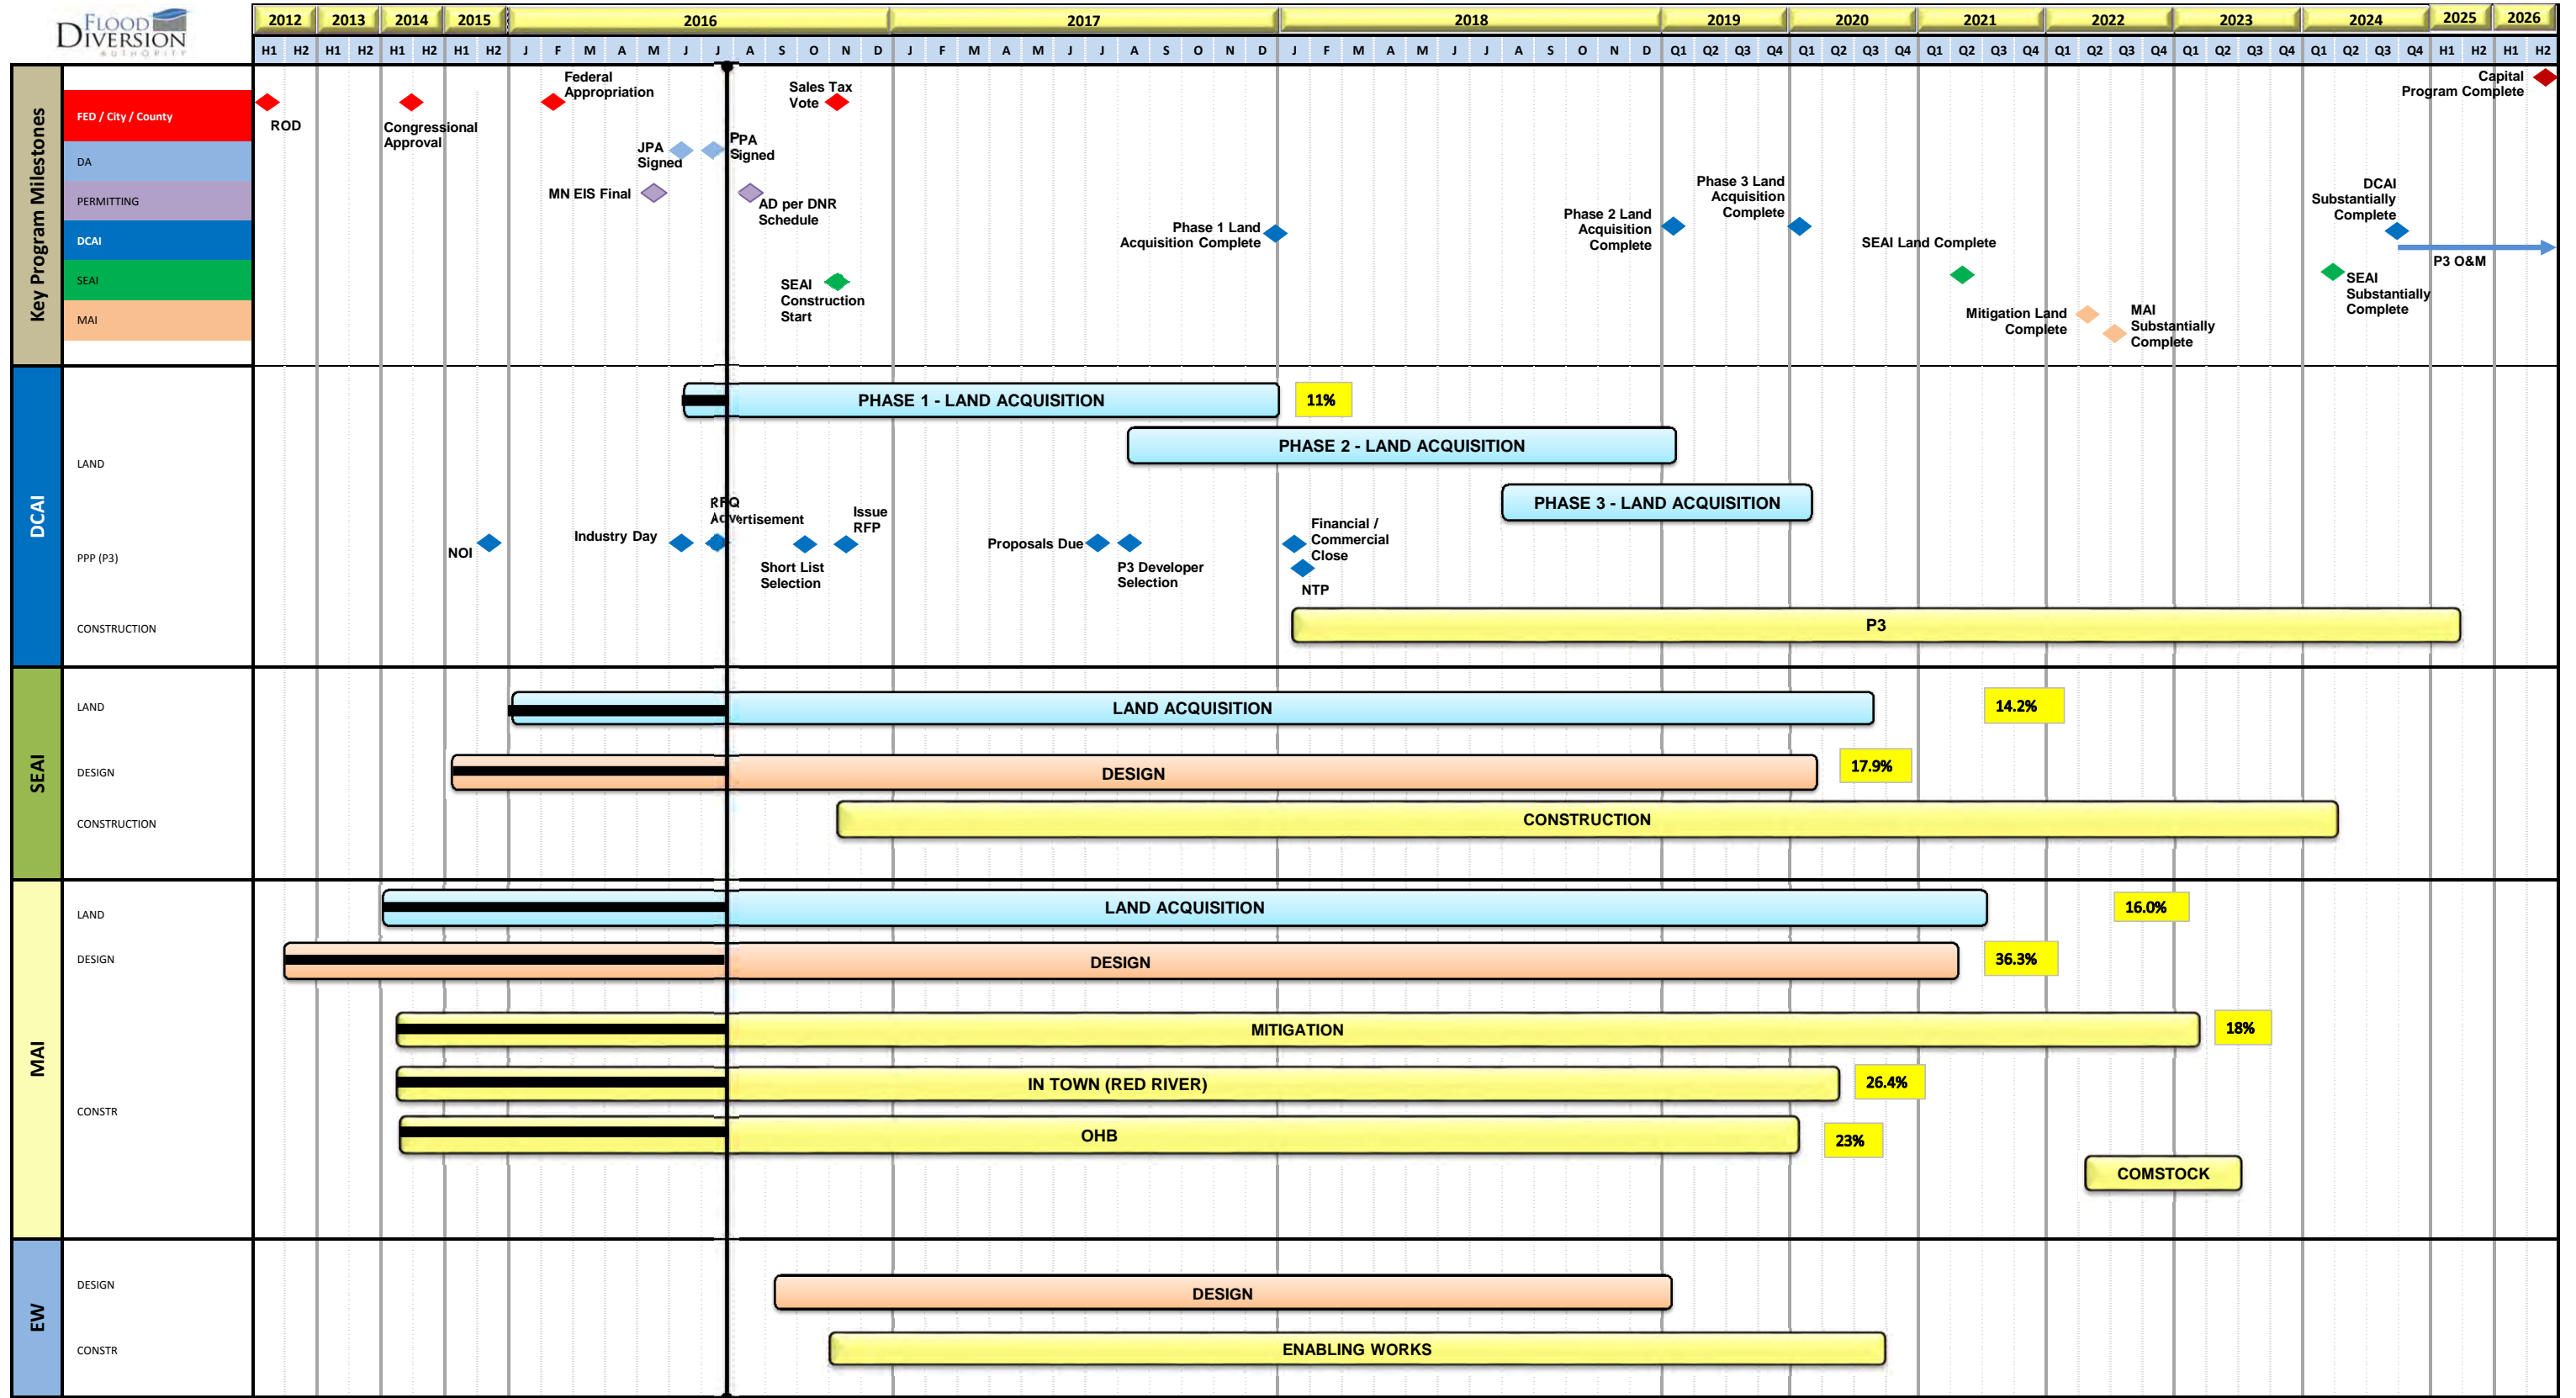 FLOOD
DIVERSION
AUTHORITY
2012 2013 2014 2015 2016 2017 2018 2019 2020 2021 2022 2023 2024 2025 2026
H1 H2 H1 H2 H1 H2 H1 H2 J F M A M J J A S O N D J F M A M J J A S O N D J F M A M J J A S O N D Q1 Q2 Q3 Q4 Q1 Q2 Q3 Q4 Q1 Q2 Q3 Q4 Q1 Q2 Q3 Q4 Q1 Q2 Q3 Q4 Q1 Q2 Q3 Q4 H1 H2 H1 H2
Key Program Milestones
FED / City / County
ROD
Congressional
Approval
Federal
Appropriation
Sales Tax
Vote
Capital
Program Complete
DA
JPA
Signed
PPA
Signed
PERMITTING
MN EIS Final
AD per DNR
Schedule
DCAI
Phase 1 Land
Acquisition Complete
Phase 2 Land
Acquisition
Complete
Phase 3 Land
Acquisition
Complete
DCAI
Substantially
Complete
P3 O&M
SEAI
SEAI
Construction
Start
SEAI Land Complete
SEAI
Substantially
Complete
MAI
Mitigation Land
Complete
MAI
Substantially
Complete
DCAI
LAND
PHASE 1 - LAND ACQUISITION
11%
PHASE 2 - LAND ACQUISITION
PHASE 3 - LAND ACQUISITION
PPP (P3)
NOI
Industry Day
RFQ
Advertisement
Short List
Selection
Issue
RFP
Proposals Due
P3 Developer
Selection
Financial /
Commercial
Close
NTP
CONSTRUCTION
P3
SEAI
LAND
LAND ACQUISITION
14.2%
DESIGN
DESIGN
17.9%
CONSTRUCTION
CONSTRUCTION
MAI
LAND
LAND ACQUISITION
16.0%
DESIGN
DESIGN
36.3%
MITIGATION
18%
CONSTR
IN TOWN (RED RIVER)
26.4%
OHB
23%
COMSTOCK
EW
DESIGN
DESIGN
CONSTR
ENABLING WORKS